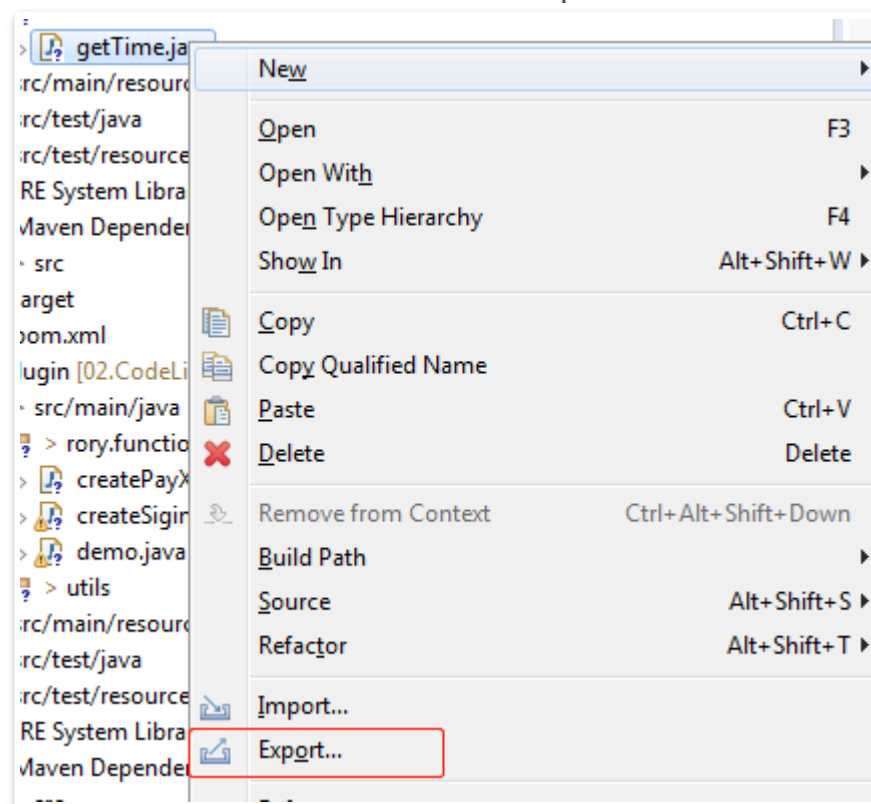 > getTime.ja
New
rc/main/resour
Open F3
rc/test/java
Open With
rc/test/resource
Open Type Hierarchy F4
RE System Libra
Maven Depende
Show In Alt+Shift+W
src
arget
Copy Ctrl+C
pom.xml
Copy Qualified Name
lugin [02.CodeLi
Paste Ctrl+V
src/main/java
> rory.functio
Delete Delete
> createPayX
Remove from Context Ctrl+Alt+Shift+Down
> createSigin
Build Path
> demo.java
Source Alt+Shift+S
> utils
rc/main/resour
Refactor Alt+Shift+T
rc/test/java
rc/test/resource
Import...
RE System Libra
Export...
Maven Depende